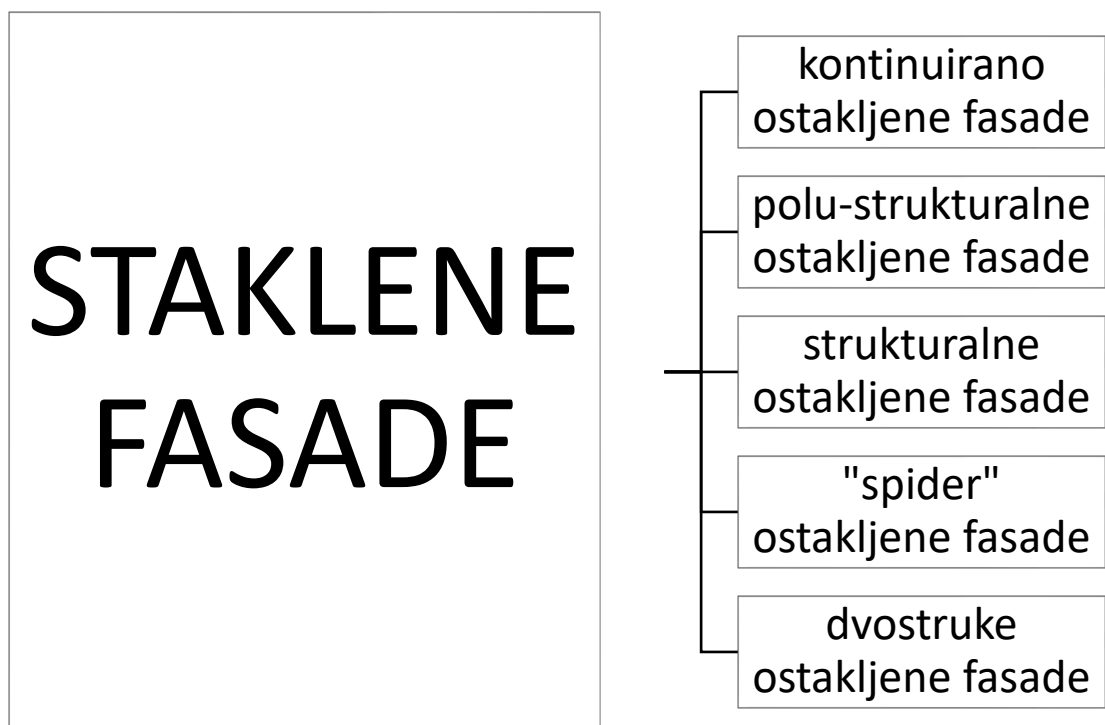 STAKLENE
FASADE
kontinuirano
ostakljene fasade
polu-strukturalne
ostakljene fasade
strukturalne
ostakljene fasade
"spider"
ostakljene fasade
dvostruke
ostakljene fasade